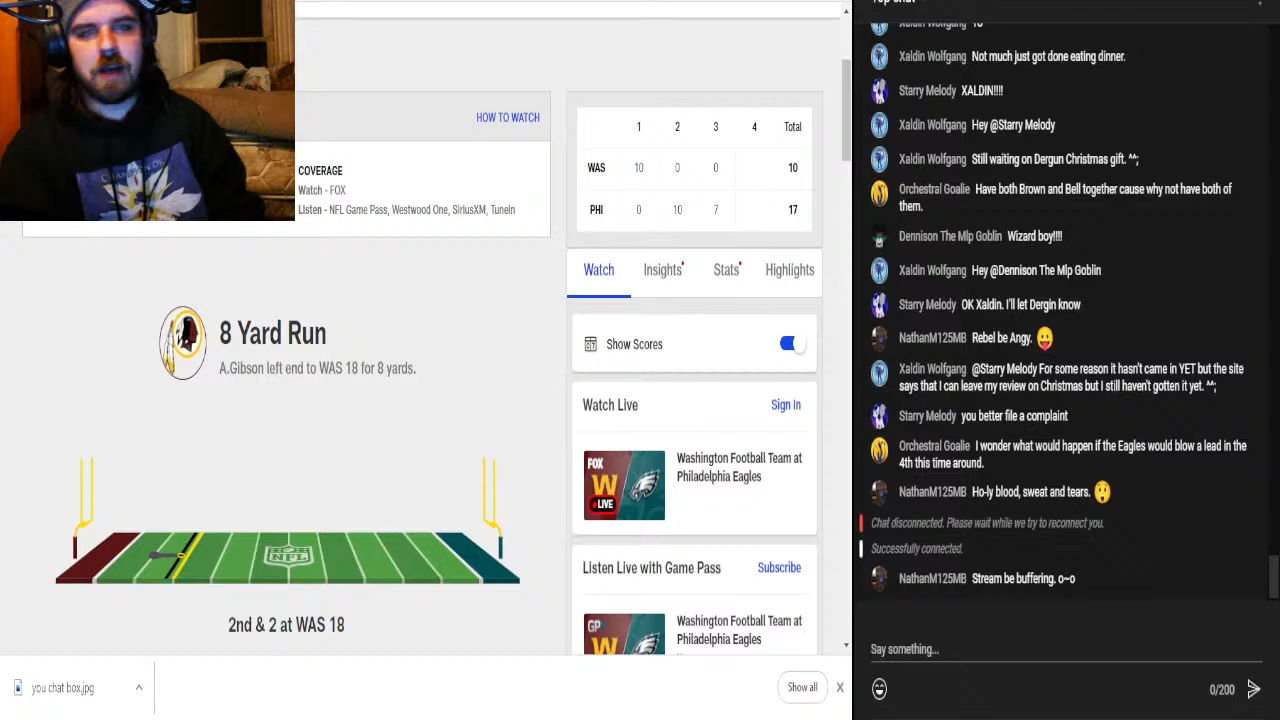 HOW TO WATCH
COVERAGE
Watch - FOX
Listen - NFL Game Pass, Westwood One, SiriusXM, TuneIn
1 2 3 4 Total
WAS 10 0 0 10
PHI 0 10 7 17
Watch Insights Stats Highlights
8 Yard Run
A.Gibson left end to WAS 18 for 8 yards.
Show Scores
Watch Live Sign In
FOX
W
LIVE
Washington Football Team at
Philadelphia Eagles
NFL
2nd & 2 at WAS 18
Listen Live with Game Pass Subscribe
GP
Washington Football Team at
Philadelphia Eagles
you chat box.jpg
Show all
X
CHAMPION OF
Xaldin Wolfgang
Xaldin Wolfgang Not much just got done eating dinner.
Starry Melody XALDIN!!!!
Xaldin Wolfgang Hey @Starry Melody
Xaldin Wolfgang Still waiting on Dergun Christmas gift. ^^;
Orchestral Goalie Have both Brown and Bell together cause why not have both of
them.
Dennison The Mlp Goblin Wizard boy!!!!
Xaldin Wolfgang Hey @Dennison The Mlp Goblin
Starry Melody OK Xaldin. I'll let Dergin know
NathanM125MB Rebel be Angy. 😛
Xaldin Wolfgang @Starry Melody For some reason it hasn't came in YET but the site
says that I can leave my review on Christmas but I still haven't gotten it yet. ^^;
Starry Melody you better file a complaint
Orchestral Goalie I wonder what would happen if the Eagles would blow a lead in the
4th this time around.
NathanM125MB Ho-ly blood, sweat and tears. 😲
Chat disconnected. Please wait while we try to reconnect you.
Successfully connected.
NathanM125MB Stream be buffering. o~o
Say something...
0/200